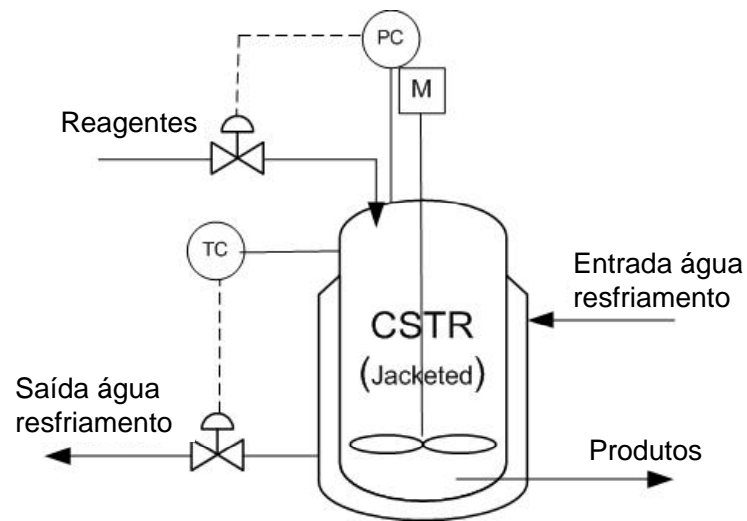 PC
M
Reagentes
TC
Entrada água
resfriamento
CSTR
(Jacketed)
Saída água
resfriamento
Produtos